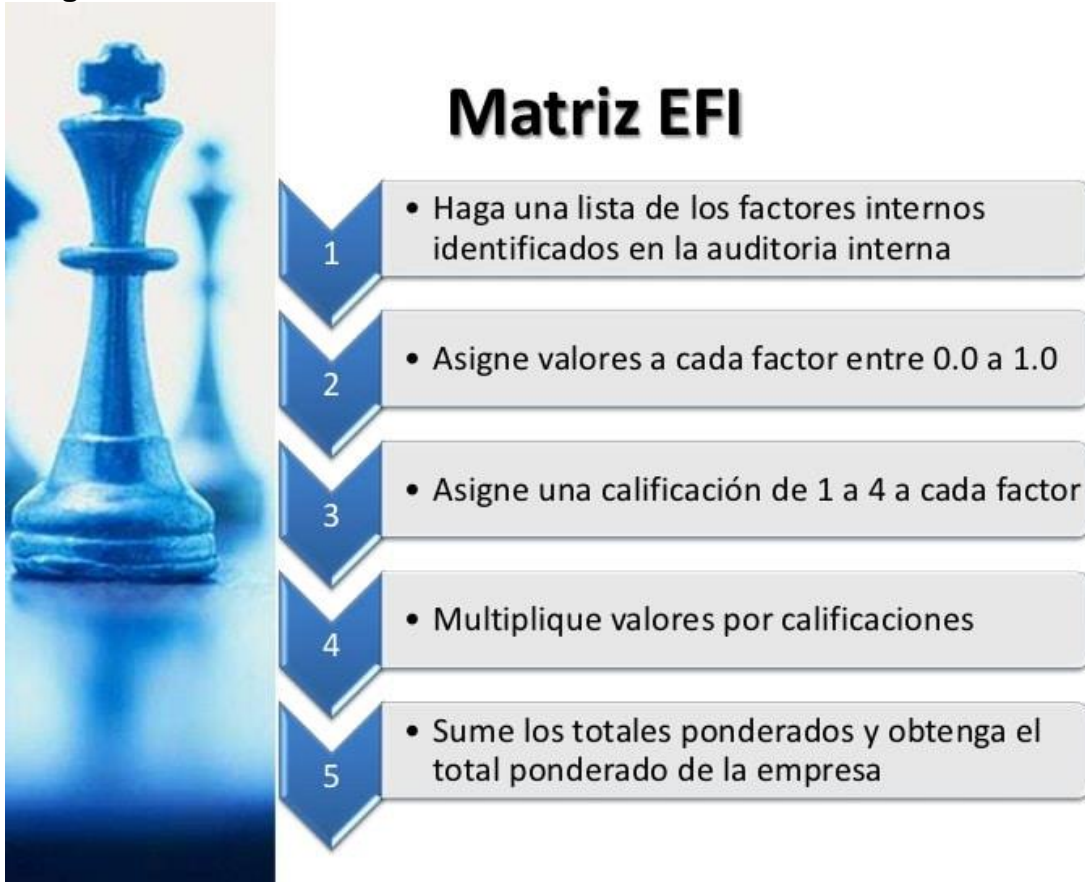 Matriz EFI
1
• Haga una lista de los factores internos
identificados en la auditoria interna
2
• Asigne valores a cada factor entre 0.0 a 1.0
3
• Asigne una calificación de 1 a 4 a cada factor
4
• Multiplique valores por calificaciones
5
• Sume los totales ponderados y obtenga el
total ponderado de la empresa